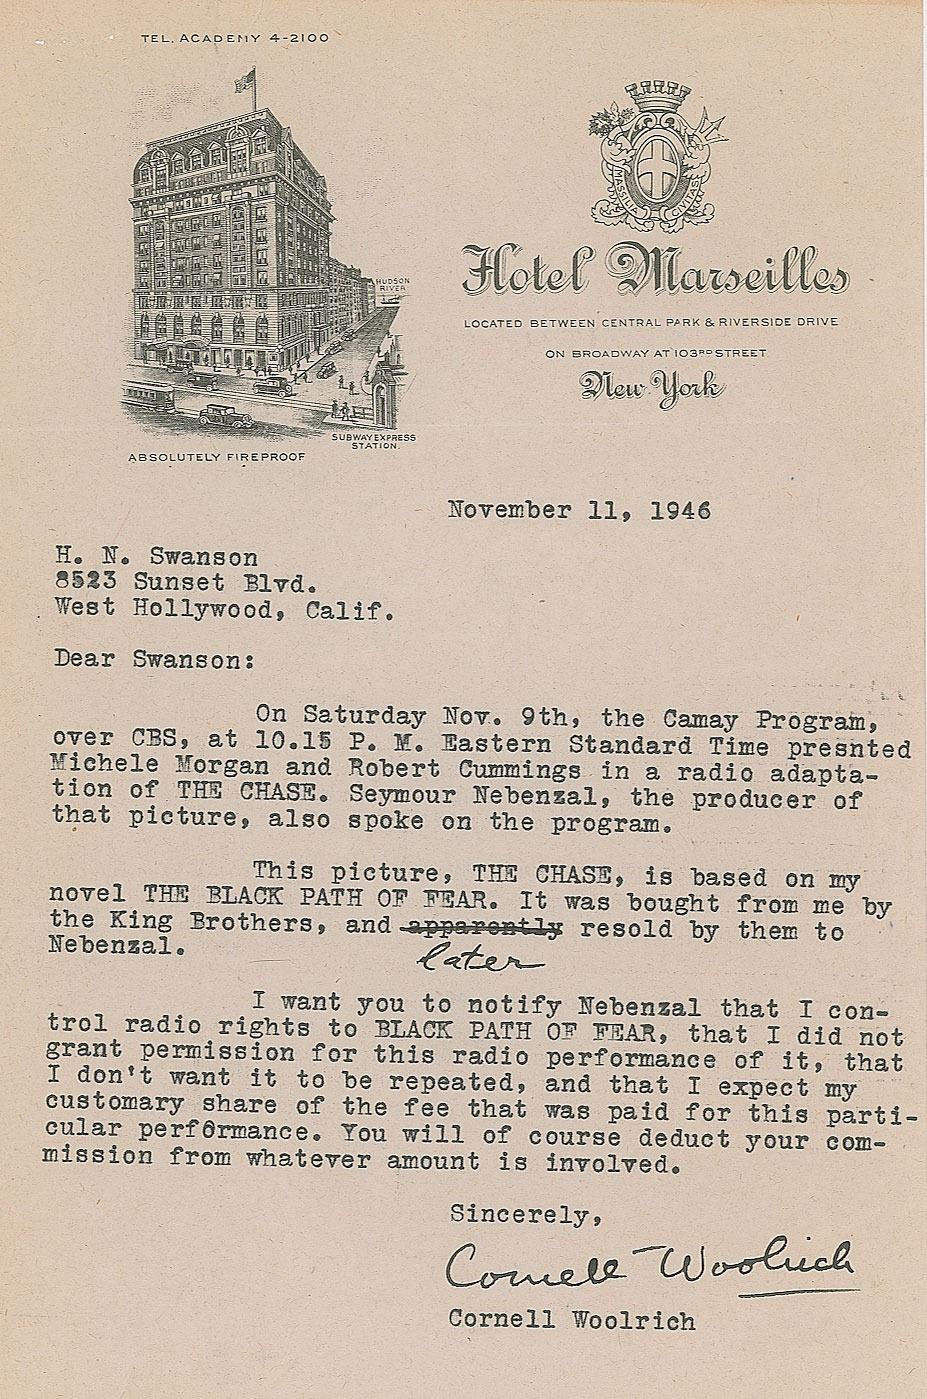 TEL. ACADEMY 4-2100
MASSILIA CIVITAS
Hotel Marseilles
HUDSON
RIVER
LOCATED BETWEEN CENTRAL PARK & RIVERSIDE DRIVE
ON BROADWAY AT 103RD STREET
New York
SUBWAY EXPRESS
STATION.
ABSOLUTELY FIREPROOF
November 11, 1946
H. N. Swanson
8523 Sunset Blvd.
West Hollywood, Calif.
Dear Swanson:
On Saturday Nov. 9th, the Camay Program,
over CBS, at 10.15 P. M. Eastern Standard Time presnted
Michele Morgan and Robert Cummings in a radio adapta-
tion of THE CHASE. Seymour Nebenzal, the producer of
that picture, also spoke on the program.
This picture, THE CHASE, is based on my
novel THE BLACK PATH OF FEAR. It was bought from me by
the King Brothers, and apparently resold by them to
Nebenzal.
later
I want you to notify Nebenzal that I con-
trol radio rights to BLACK PATH OF FEAR, that I did not
grant permission for this radio performance of it, that
I don't want it to be repeated, and that I expect my
customary share of the fee that was paid for this parti-
cular performance. You will of course deduct your com-
mission from whatever amount is involved.
Sincerely,
Cornell Woolrich
Cornell Woolrich